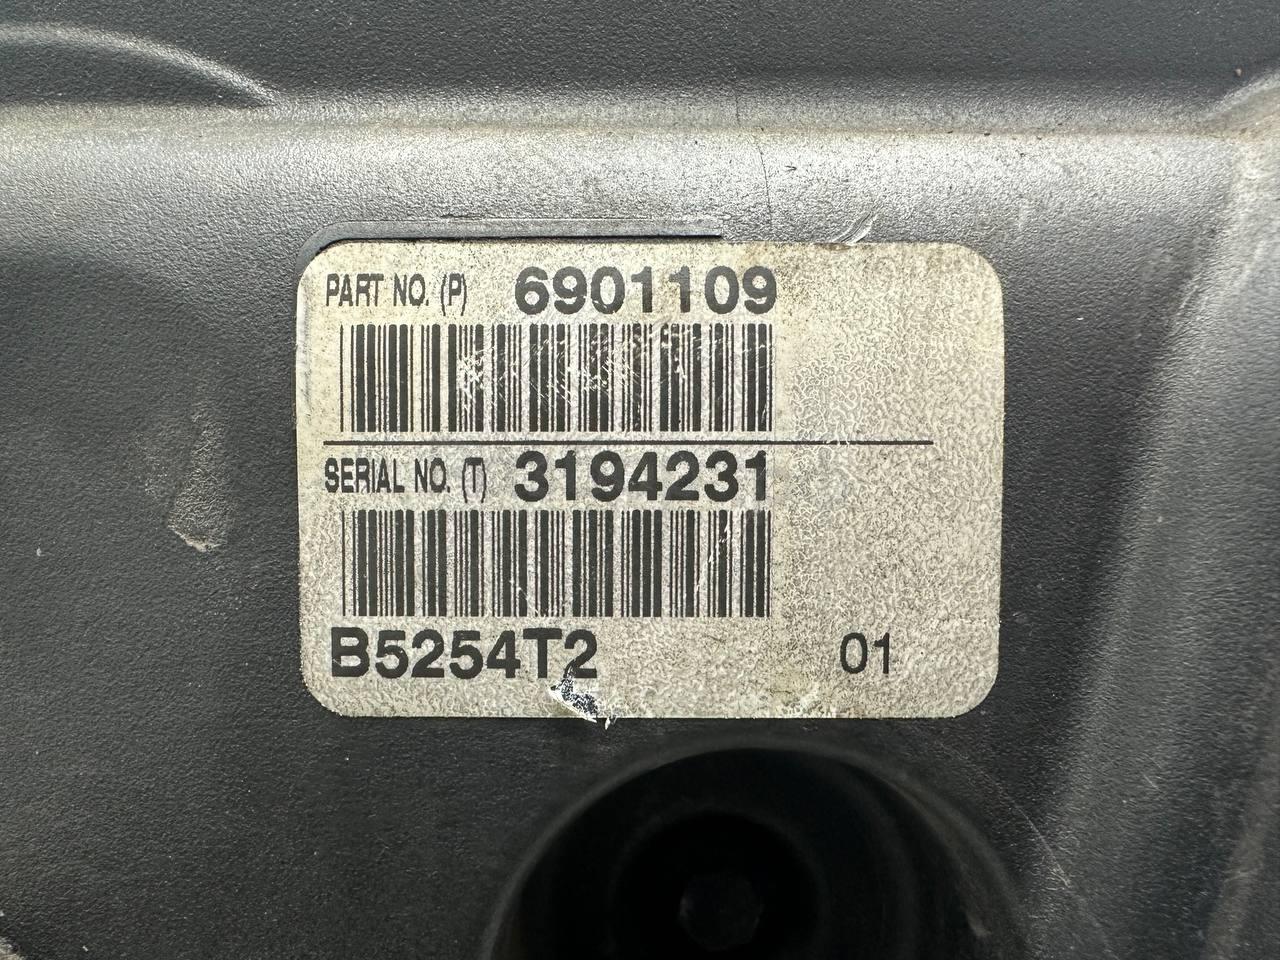 PART NO. (P) 6901109
SERIAL NO. (T) 3194231
B5254T2 01